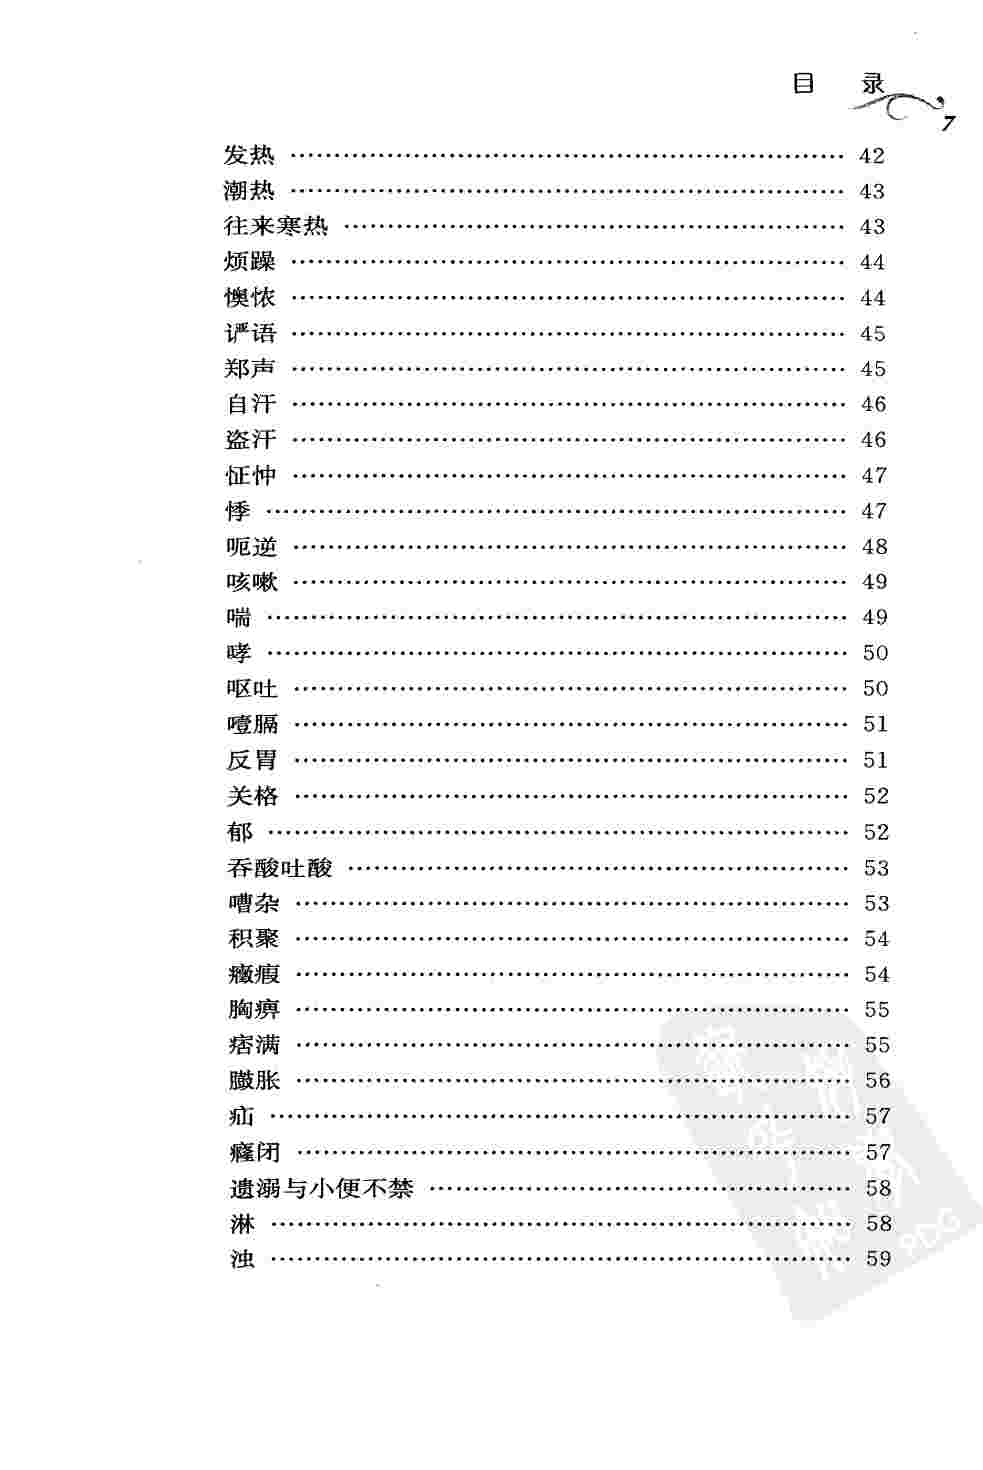 目 录
7
发热 …………………………………………………………… 42
潮热 …………………………………………………………… 43
往来寒热 ……………………………………………………… 43
烦躁 …………………………………………………………… 44
懊憹 …………………………………………………………… 44
谵语 …………………………………………………………… 45
郑声 …………………………………………………………… 45
自汗 …………………………………………………………… 46
盗汗 …………………………………………………………… 46
怔忡 …………………………………………………………… 47
悸 ……………………………………………………………… 47
呃逆 …………………………………………………………… 48
咳嗽 …………………………………………………………… 49
喘 ……………………………………………………………… 49
哮 ……………………………………………………………… 50
呕吐 …………………………………………………………… 50
噎膈 …………………………………………………………… 51
反胃 …………………………………………………………… 51
关格 …………………………………………………………… 52
郁 ……………………………………………………………… 52
吞酸吐酸 ……………………………………………………… 53
嘈杂 …………………………………………………………… 53
积聚 …………………………………………………………… 54
癥瘕 …………………………………………………………… 54
胸痹 …………………………………………………………… 55
痞满 …………………………………………………………… 55
臌胀 …………………………………………………………… 56
疝 ……………………………………………………………… 57
癃闭 …………………………………………………………… 57
遗溺与小便不禁 ……………………………………………… 58
淋 ……………………………………………………………… 58
浊 ……………………………………………………………… 59
PDG